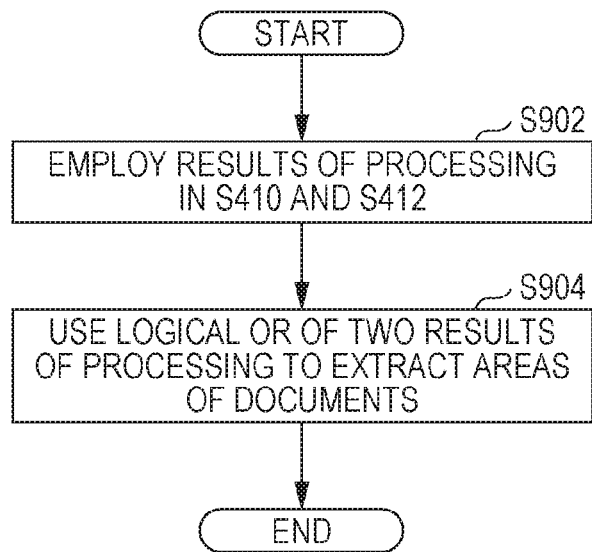 START
S902
EMPLOY RESULTS OF PROCESSING
IN S410 AND S412
S904
USE LOGICAL OR OF TWO RESULTS
OF PROCESSING TO EXTRACT AREAS
OF DOCUMENTS
END